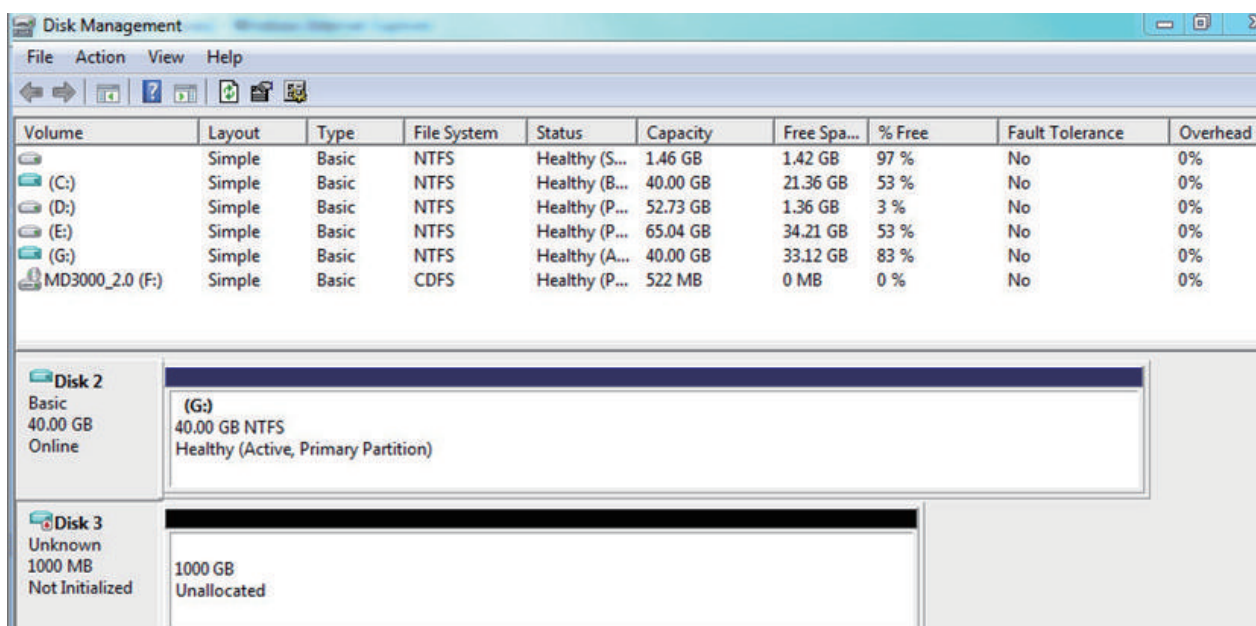 Disk Management
File Action View Help
Volume Layout Type File System Status Capacity Free Spa... % Free Fault Tolerance Overhead
Simple Basic NTFS Healthy (S... 1.46 GB 1.42 GB 97 % No 0%
(C:) Simple Basic NTFS Healthy (B... 40.00 GB 21.36 GB 53 % No 0%
(D:) Simple Basic NTFS Healthy (P... 52.73 GB 1.36 GB 3 % No 0%
(E:) Simple Basic NTFS Healthy (P... 65.04 GB 34.21 GB 53 % No 0%
(G:) Simple Basic NTFS Healthy (A... 40.00 GB 33.12 GB 83 % No 0%
MD3000_2.0 (F:) Simple Basic CDFS Healthy (P... 522 MB 0 MB 0 % No 0%
Disk 2
Basic
40.00 GB
Online
(G:)
40.00 GB NTFS
Healthy (Active, Primary Partition)
Disk 3
Unknown
1000 MB
Not Initialized
1000 GB
Unallocated